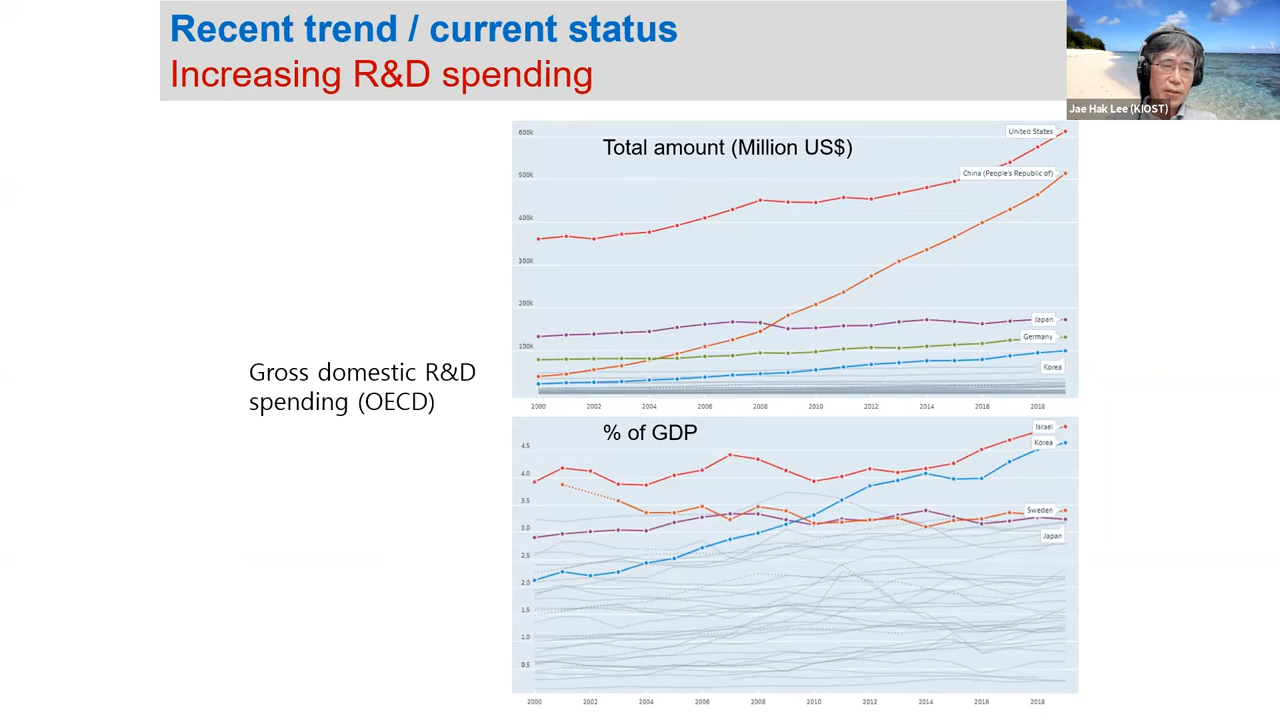 Recent trend / current status
Increasing R&D spending
Jae Hak Lee (KIOST)
Total amount (Million US$)
600k
500k
400k
300k
200k
100k
United States
China (People's Republic of)
Japan
Germany
Korea
2000 2002 2004 2006 2008 2010 2012 2014 2016 2018
Gross domestic R&D
spending (OECD)
% of GDP
4.5
4.0
3.5
3.0
2.5
2.0
1.5
1.0
0.5
Israel
Korea
Sweden
Japan
2000 2002 2004 2006 2008 2010 2012 2014 2016 2018